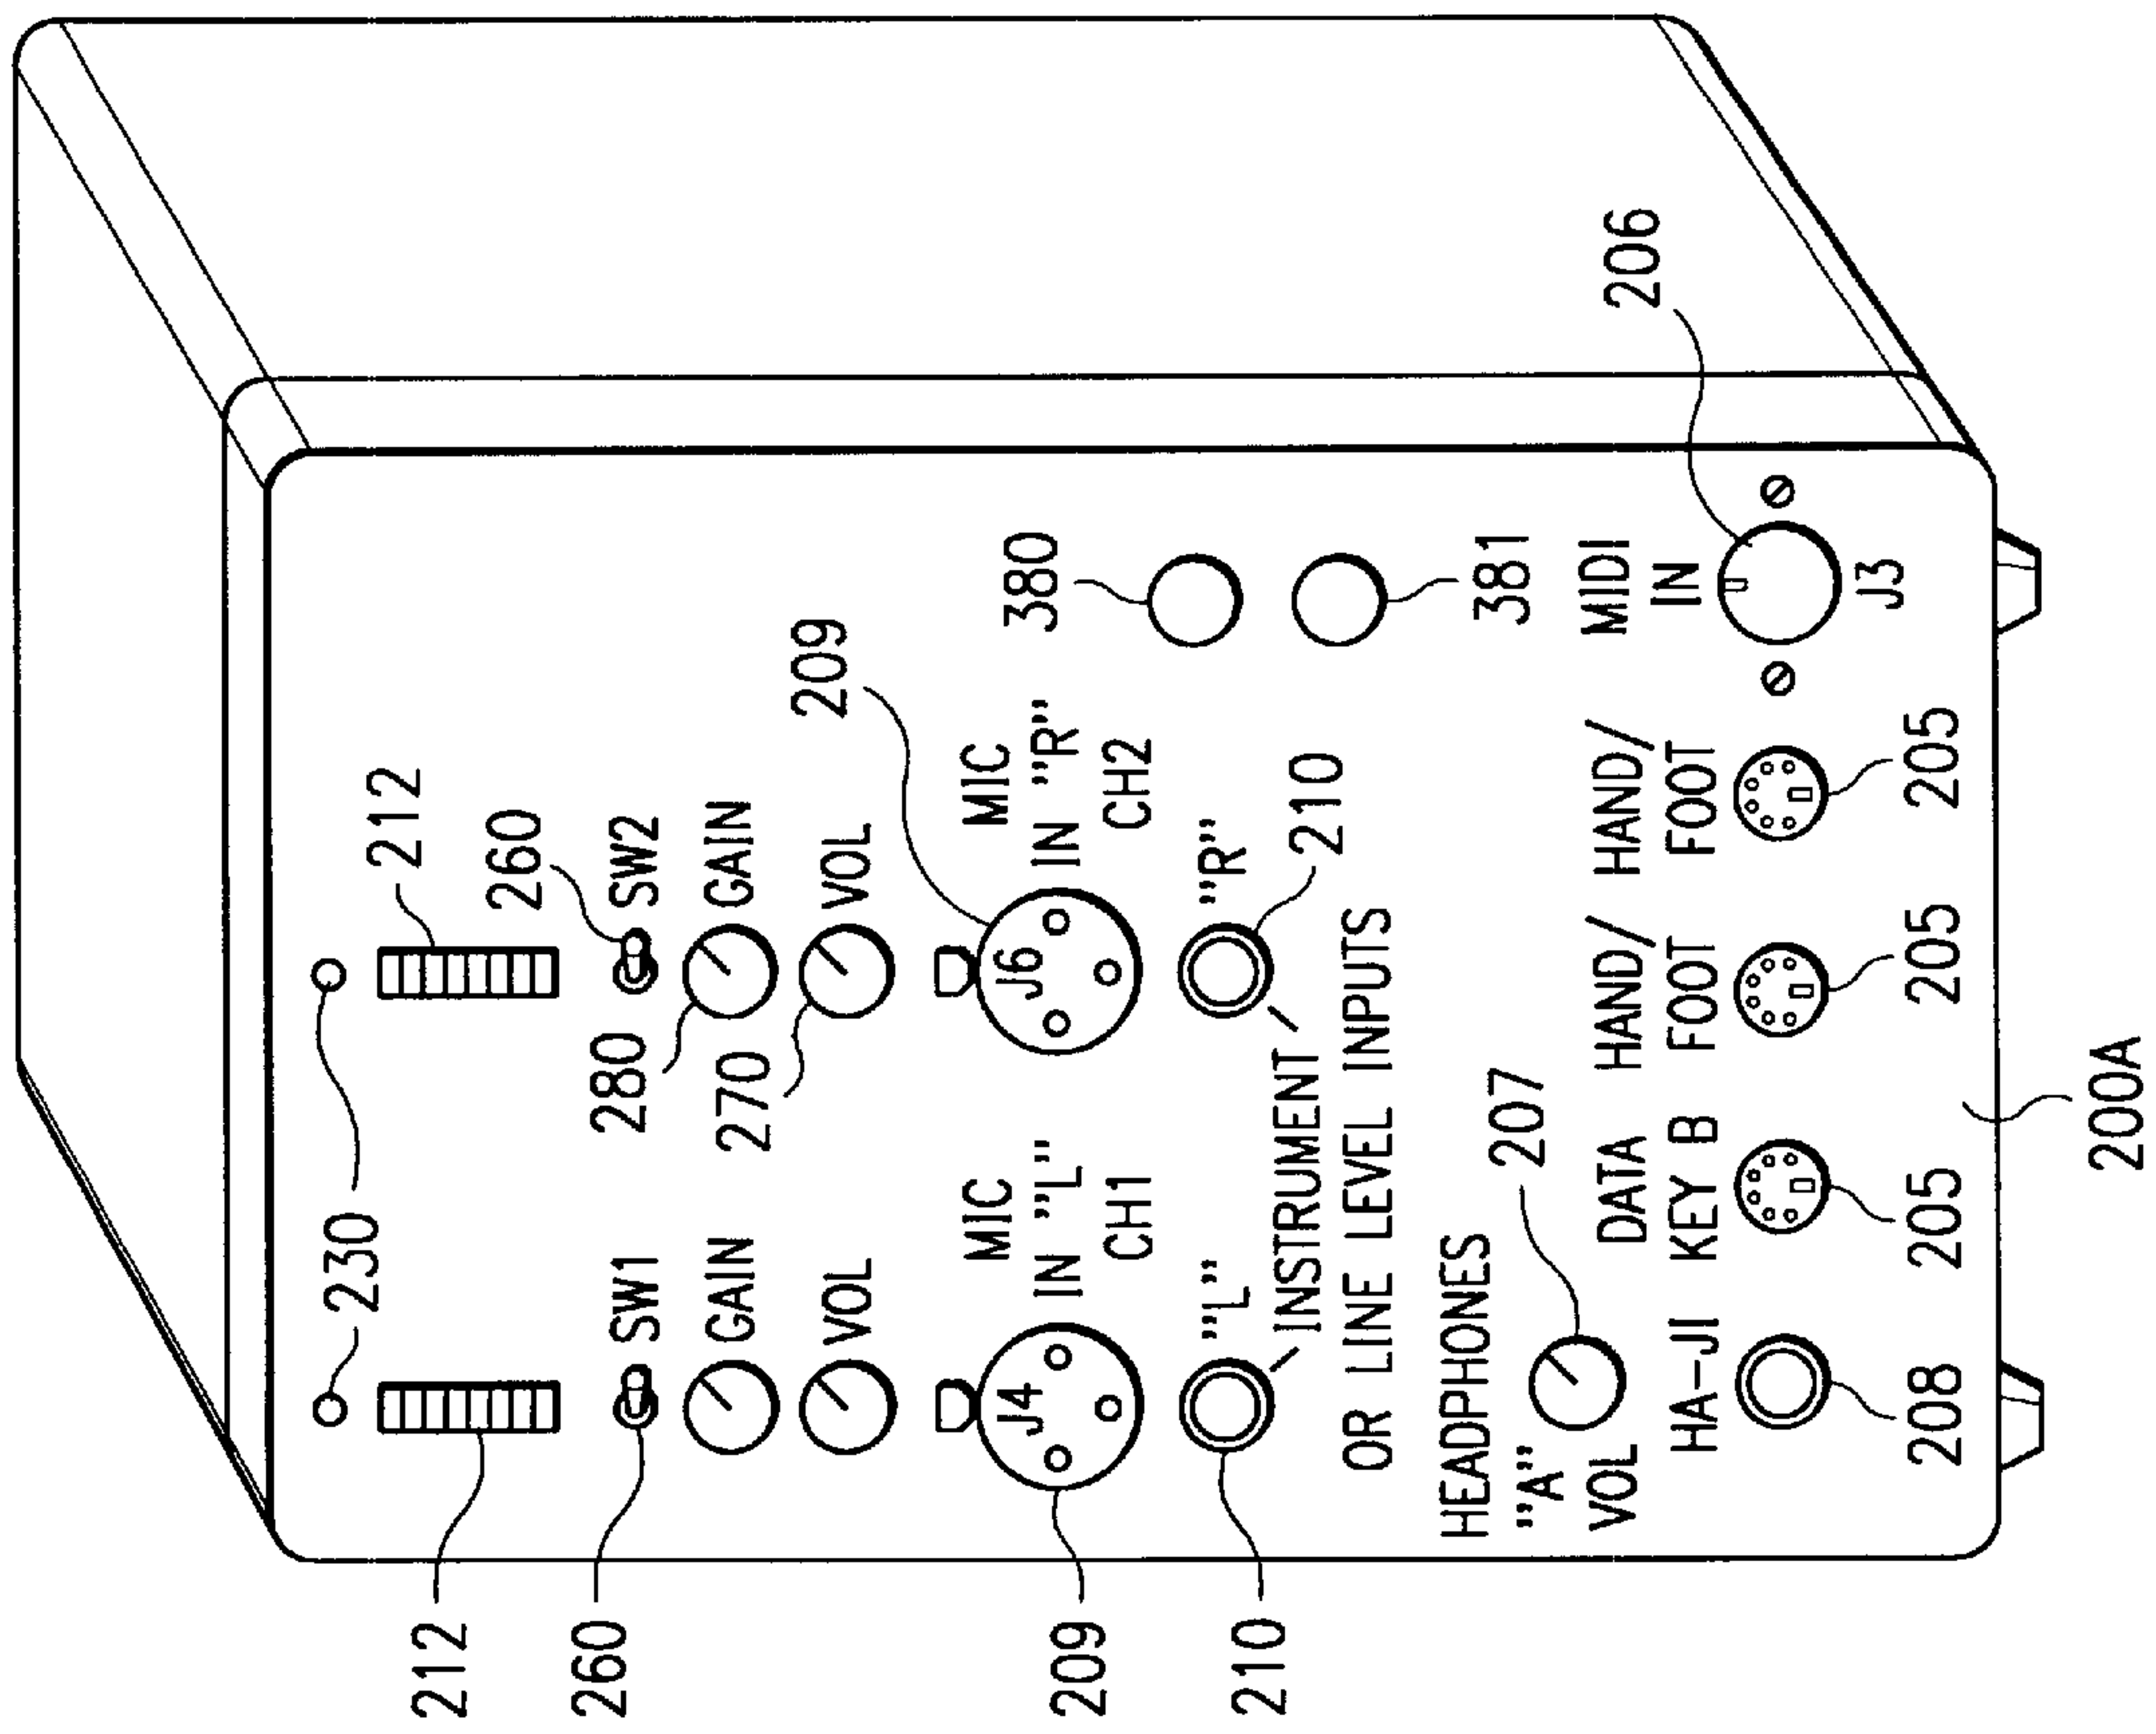 230
212
212
260
260
280
SW1
SW2
GAIN
GAIN
270
209
VOL
VOL
MIC
IN "L"
CH1
MIC
IN "R"
CH2
J4
J6
380
209
"L"
"R"
210
210
INSTRUMENT
OR LINE LEVEL INPUTS
HEADPHONES
381
207
"A"
VOL
HA-JI
DATA
KEY B
HAND/
FOOT
HAND/
FOOT
MIDI
IN
206
J3
208
205
205
205
200A